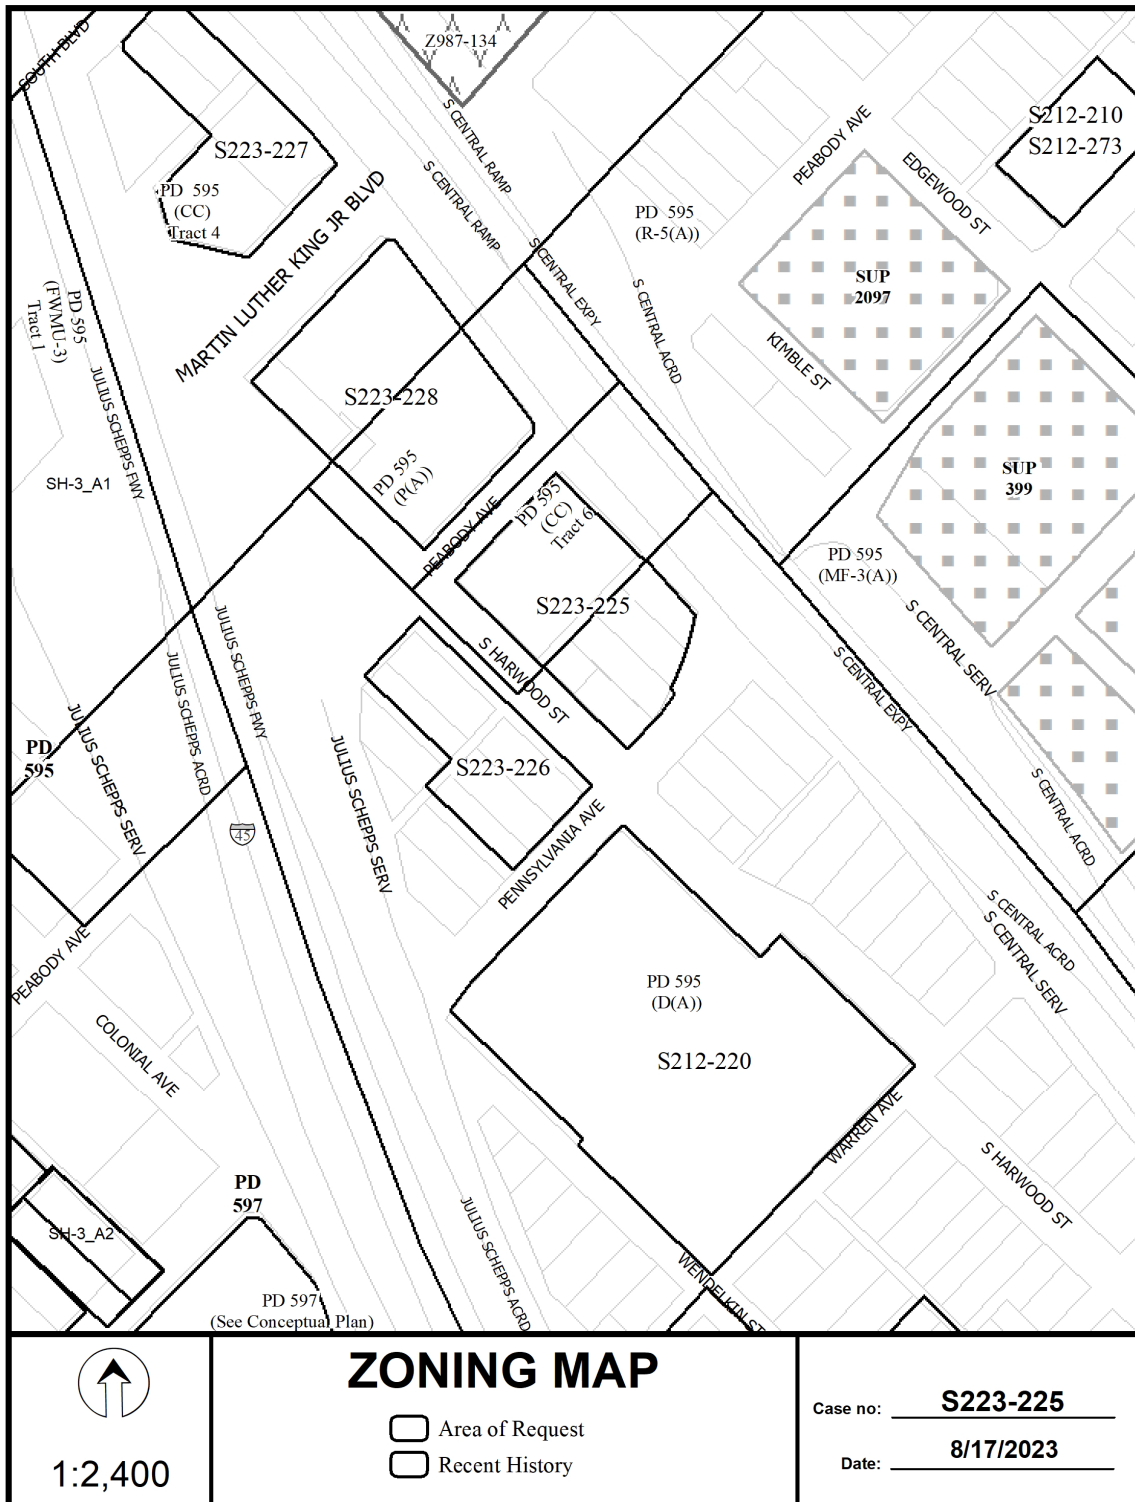 SOUTH BLVD
Z987-134
S CENTRAL RAMP
S CENTRAL RAMP
S223-227
PD 595
(CC)
Tract 4
MARTIN LUTHER KING JR BLVD
PD 595
(R-5(A))
PEABODY AVE
EDGEWOOD ST
S212-210
S212-273
SUP
2097
S CENTRAL EXPY
S CENTRAL ACRD
KIMBLE ST
PD 595
(FWMU-3)
Tract 1
JULIUS SCHEPPS FWY
S223-228
PD 595
(P(A))
SH-3_A1
PEABODY AVE
PD 595
(CC)
Tract 6
SUP
399
PD 595
(MF-3(A))
S223-225
S CENTRAL SERV
S HARWOOD ST
S CENTRAL EXPY
JULIUS SCHEPPS FWY
JULIUS SCHEPPS ACRD
JULIUS SCHEPPS SERV
JULIUS SCHEPPS SERV
PD
595
S223-226
PENNSYLVANIA AVE
45
S CENTRAL ACRD
S CENTRAL ACRD
S CENTRAL SERV
PEABODY AVE
COLONIAL AVE
PD 595
(D(A))
S212-220
WARREN AVE
S HARWOOD ST
PD
597
SH-3_A2
JULIUS SCHEPPS ACRD
WENDELKIN ST
PD 597
(See Conceptual Plan)
1:2,400
ZONING MAP
Area of Request
Recent History
Case no: S223-225
Date: 8/17/2023